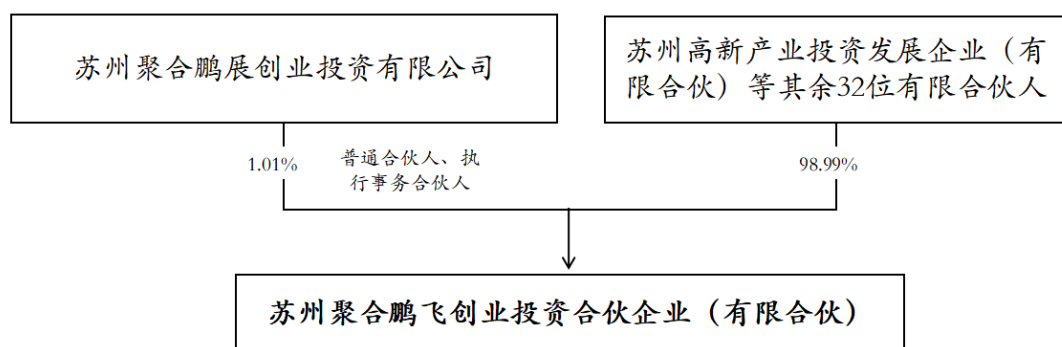 苏州聚合鹏展创业投资有限公司
苏州高新产业投资发展企业（有
限合伙）等其余32位有限合伙人
1.01%
普通合伙人、执
行事务合伙人
98.99%
苏州聚合鹏飞创业投资合伙企业（有限合伙）